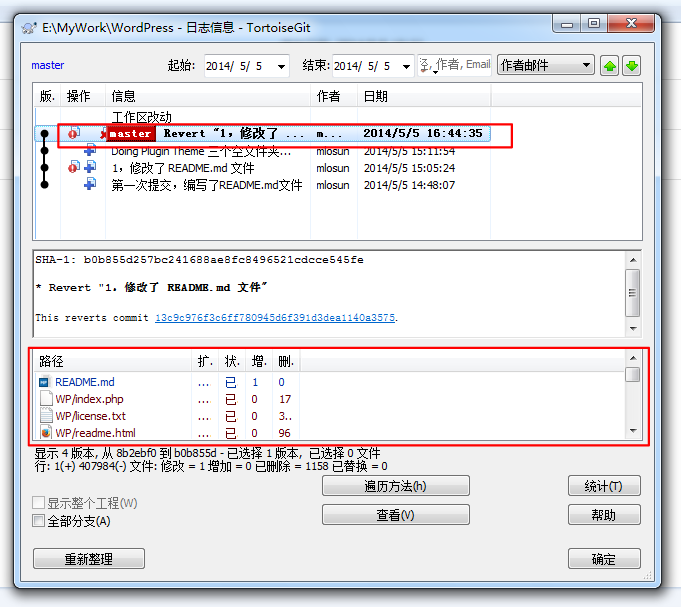 E:\MyWork\WordPress - 日志信息 - TortoiseGit
master 起始: 2014/ 5/ 5 结束: 2014/ 5/ 5 作者, Email 作者邮件
版. 操作 信息 作者 日期
工作区改动
master Revert "1, 修改了 ... m... 2014/5/5 16:44:35
Doing Plugin Theme 三个空文件夹... mlosun 2014/5/5 15:11:54
1, 修改了 README.md 文件 mlosun 2014/5/5 15:05:24
第一次提交, 编写了README.md文件 mlosun 2014/5/5 14:48:07
SHA-1: b0b855d257bc241688ae8fc8496521cdcce545fe
* Revert "1, 修改了 README.md 文件"
This reverts commit 13c9c976f3c6ff780945d6f391d3dea1140a3575.
路径 扩. 状. 增. 删.
README.md ... 已 1 0
WP/index.php ... 已 0 17
WP/license.txt ... 已 0 3..
WP/readme.html ... 已 0 96
显示 4 版本, 从 8b2ebf0 到 b0b855d - 已选择 1 版本, 已选择 0 文件
行: 1(+) 407984(-) 文件: 修改 = 1 增加 = 0 已删除 = 1158 已替换 = 0
遍历方法(h) 统计(T)
显示整个工程(W)
查看(V) 帮助
全部分支(A)
重新整理 确定